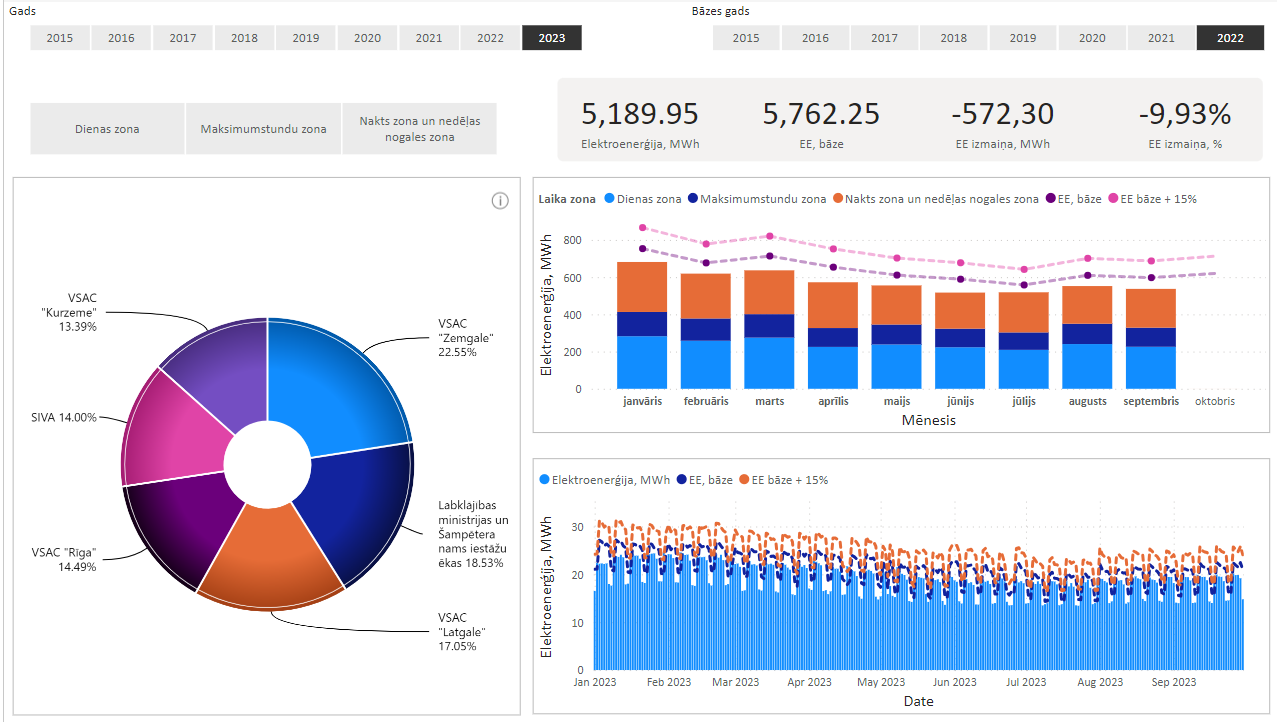 Gads
Bāzes gads
2015 2016 2017 2018 2019 2020 2021 2022 2023
2015 2016 2017 2018 2019 2020 2021 2022
Dienas zona
Maksimumstundu zona
Nakts zona un nedēļas
nogales zona
5,189.95
Elektroenerģija, MWh
5,762.25
EE, bāze
-572,30
EE izmaiņa, MWh
-9,93%
EE izmaiņa, %
VSAC
"Kurzeme"
13.39%
VSAC
"Zemgale"
22.55%
SIVA 14.00%
Labklājības
ministrijas un
Šampētera
nams iestāžu
ēkas 18.53%
VSAC "Rīga"
14.49%
VSAC
"Latgale"
17.05%
Laika zona Dienas zona Maksimumstundu zona Nakts zona un nedēļas nogales zona EE, bāze EE bāze + 15%
Elektroenerģija, MWh
800
600
400
200
0
janvāris februāris marts aprīlis maijs jūnijs jūlijs augusts septembris oktobris
Mēnesis
Elektroenerģija, MWh EE, bāze EE bāze + 15%
Elektroenerģija, MWh
30
20
10
0
Jan 2023 Feb 2023 Mar 2023 Apr 2023 May 2023 Jun 2023 Jul 2023 Aug 2023 Sep 2023
Date